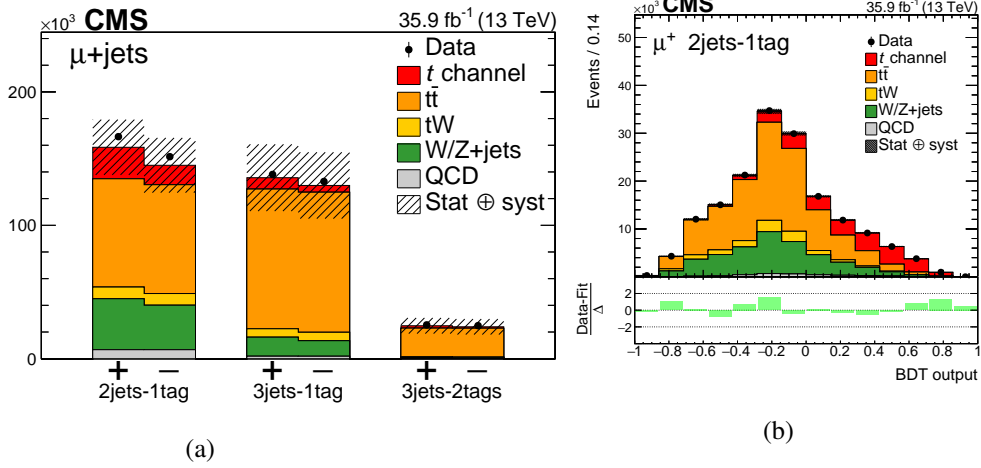 ×10³ CMS 35.9 fb⁻¹ (13 TeV)
μ+jets
Data
t channel
tt̄
tW
W/Z+jets
QCD
Stat ⊕ syst
200
100
0
+ − + − + −
2jets-1tag 3jets-1tag 3jets-2tags
(a)
×10³ CMS 35.9 fb⁻¹ (13 TeV)
μ⁺ 2jets-1tag
Events / 0.14
Data
t channel
tt̄
tW
W/Z+jets
QCD
Stat ⊕ syst
50
40
30
20
10
0
Data-Fit
Δ
2
0
−2
−1 −0.8 −0.6 −0.4 −0.2 0 0.2 0.4 0.6 0.8 1
BDT output
(b)